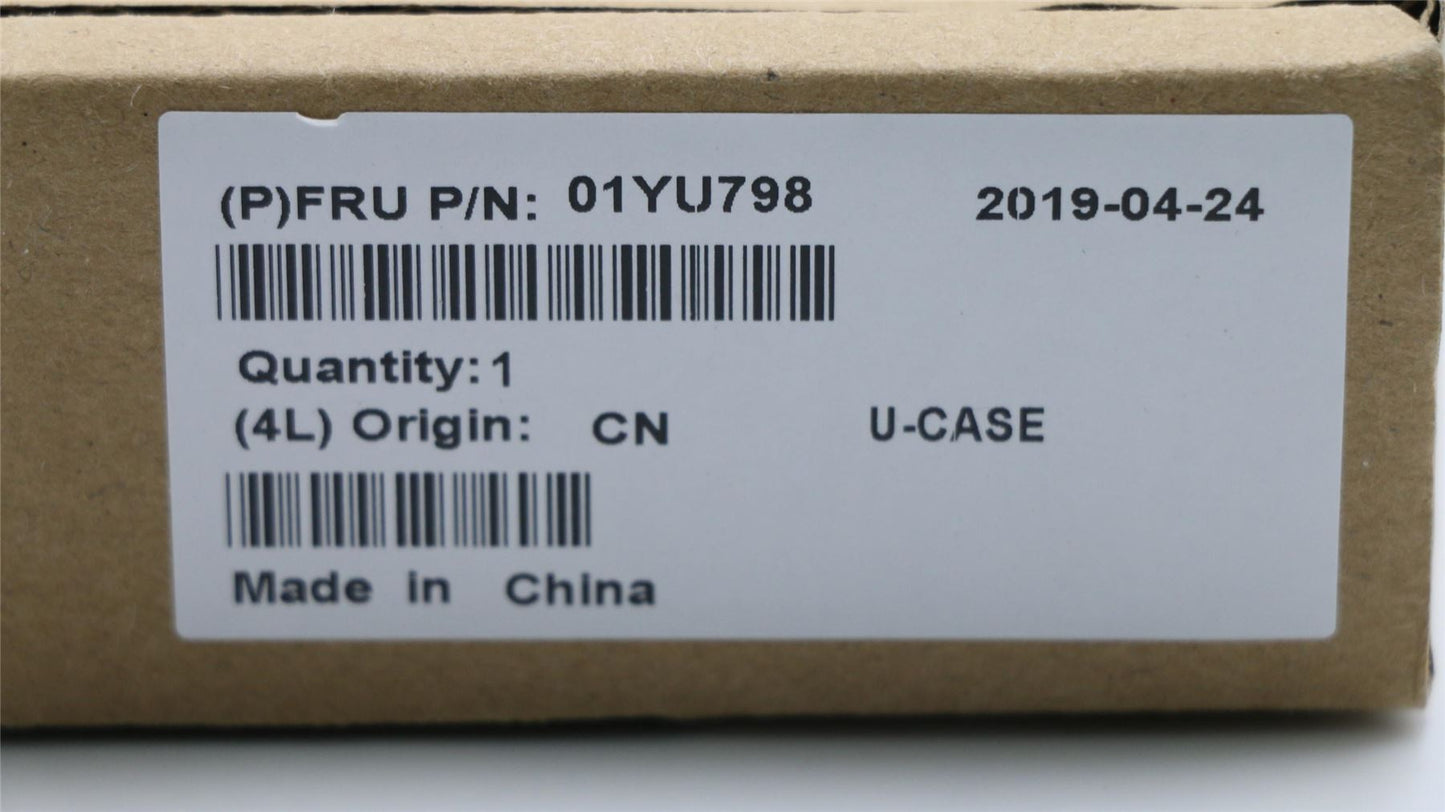 (P)FRU P/N: 01YU798 2019-04-24
Quantity: 1
(4L) Origin: CN U-CASE
Made in China